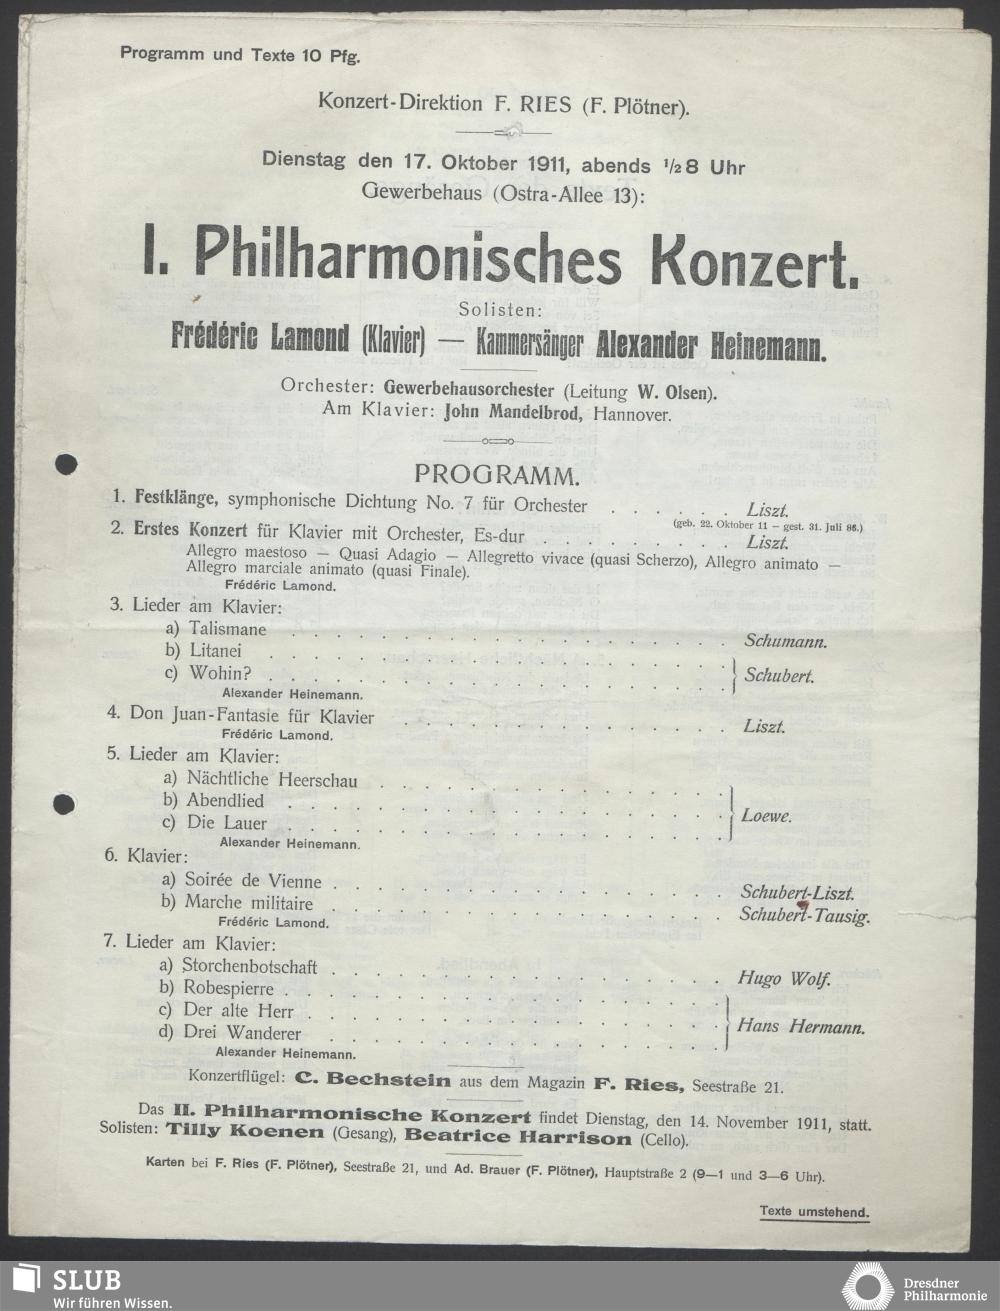 Programm und Texte 10 Pfg.
Konzert-Direktion F. RIES (F. Plötner).
Dienstag den 17. Oktober 1911, abends ½8 Uhr
Gewerbehaus (Ostra-Allee 13):
I. Philharmonisches Konzert.
Solisten:
Frédéric Lamond (Klavier) — Kammersänger Alexander Heinemann.
Orchester: Gewerbehausorchester (Leitung W. Olsen).
Am Klavier: John Mandelbrod, Hannover.
PROGRAMM.
1. Festklänge, symphonische Dichtung No. 7 für Orchester . . . . . . Liszt.
(geb. 22. Oktober 11 – gest. 31. Juli 86.)
2. Erstes Konzert für Klavier mit Orchester, Es-dur . . . . . . . . . Liszt.
Allegro maestoso — Quasi Adagio — Allegretto vivace (quasi Scherzo), Allegro animato —
Allegro marciale animato (quasi Finale).
Frédéric Lamond.
3. Lieder am Klavier:
a) Talismane . . . . . . . . . . . . . . . . . Schumann.
b) Litanei . . . . . . . . . . . . . . . . . .
c) Wohin? . . . . . . . . . . . . . . . . . . } Schubert.
Alexander Heinemann.
4. Don Juan-Fantasie für Klavier . . . . . . . . . . . . . Liszt.
Frédéric Lamond.
5. Lieder am Klavier:
a) Nächtliche Heerschau . . . . . . . . . . . . . .
b) Abendlied . . . . . . . . . . . . . . . . . } Loewe.
c) Die Lauer . . . . . . . . . . . . . . . . .
Alexander Heinemann.
6. Klavier:
a) Soirée de Vienne . . . . . . . . . . . . . . . Schubert-Liszt.
b) Marche militaire . . . . . . . . . . . . . . . Schubert-Tausig.
Frédéric Lamond.
7. Lieder am Klavier:
a) Storchenbotschaft . . . . . . . . . . . . . . . Hugo Wolf.
b) Robespierre . . . . . . . . . . . . . . . . .
c) Der alte Herr . . . . . . . . . . . . . . . . } Hans Hermann.
d) Drei Wanderer . . . . . . . . . . . . . . . .
Alexander Heinemann.
Konzertflügel: C. Bechstein aus dem Magazin F. Ries, Seestraße 21.
Das II. Philharmonische Konzert findet Dienstag, den 14. November 1911, statt.
Solisten: Tilly Koenen (Gesang), Beatrice Harrison (Cello).
Karten bei F. Ries (F. Plötner), Seestraße 21, und Ad. Brauer (F. Plötner), Hauptstraße 2 (9—1 und 3—6 Uhr).
Texte umstehend.
SLUB
Wir führen Wissen.
Dresdner
Philharmonie